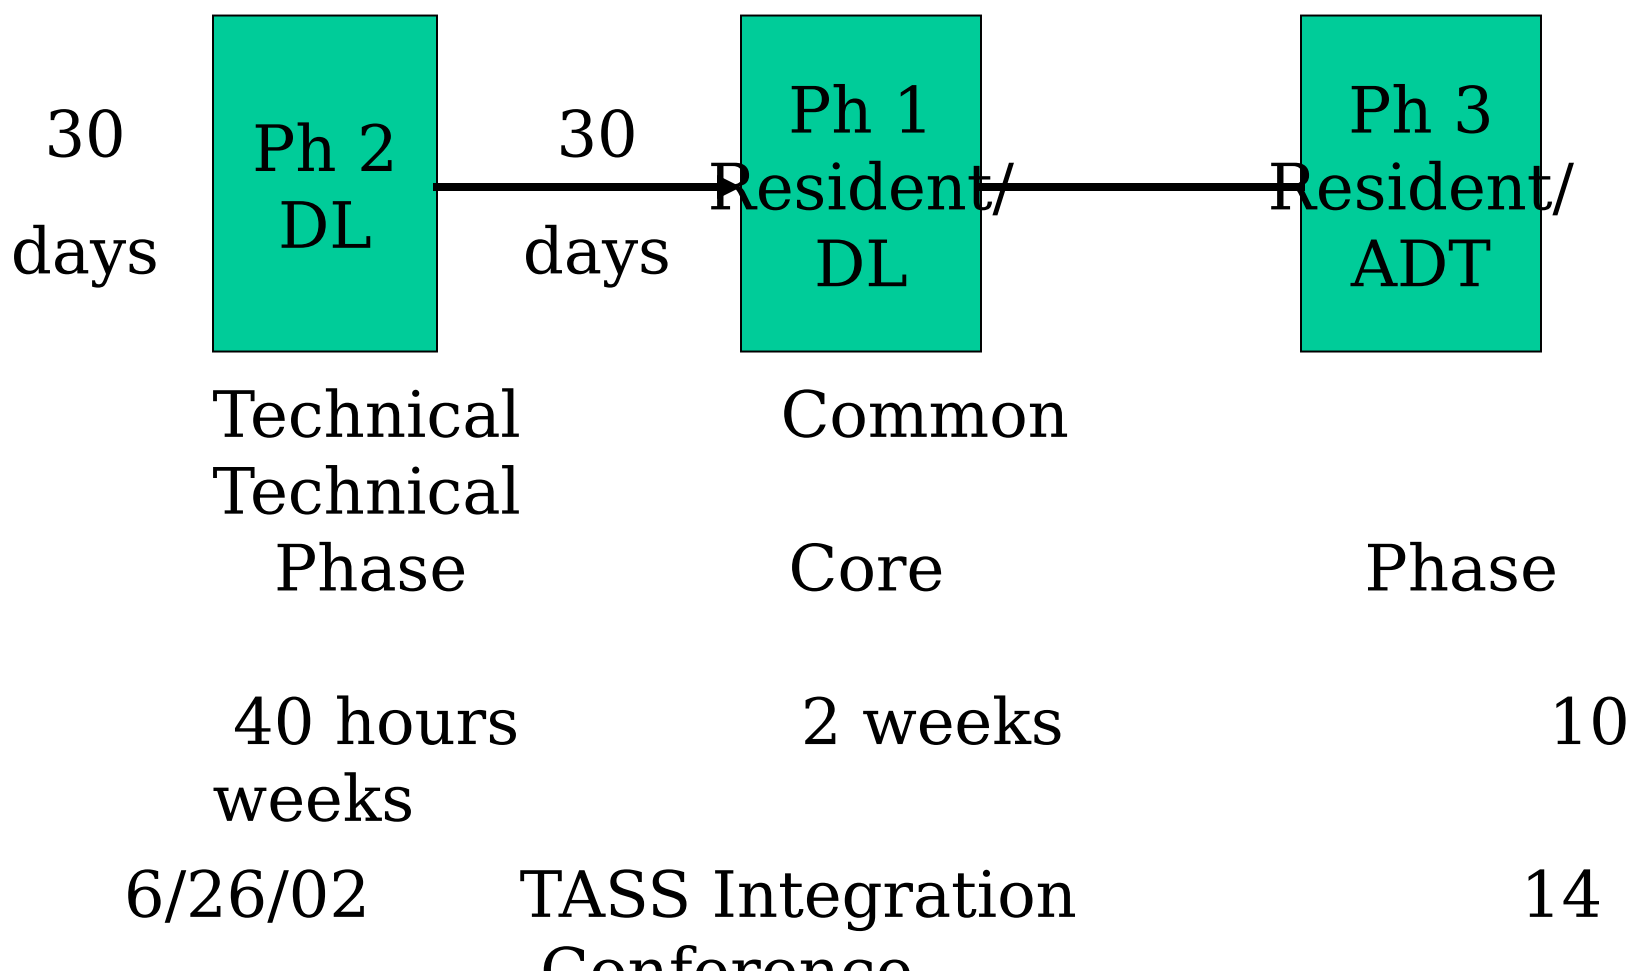 30
days
Ph 2
DL
30
days
Ph 1
Resident/
DL
Ph 3
Resident/
ADT
Technical Common
Technical
Phase Core Phase
40 hours 2 weeks 10
weeks
6/26/02 TASS Integration 14
Conference